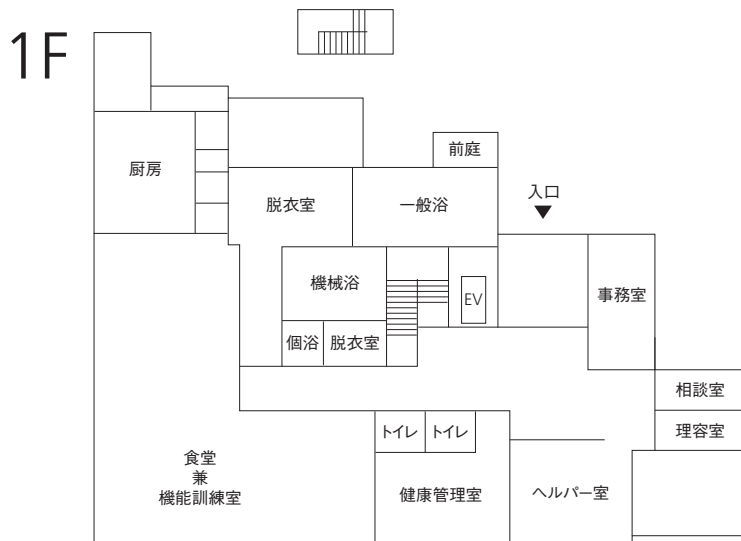 1F
前庭
厨房
入口
脱衣室
一般浴
機械浴
EV
事務室
個浴
脱衣室
相談室
トイレ
トイレ
理容室
食堂
兼
機能訓練室
健康管理室
ヘルパー室